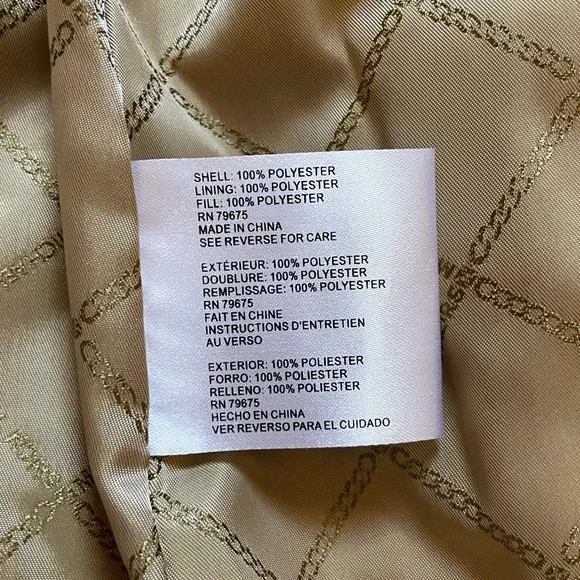 SHELL: 100% POLYESTER
LINING: 100% POLYESTER
FILL: 100% POLYESTER
RN 79675
MADE IN CHINA
SEE REVERSE FOR CARE
EXTÉRIEUR: 100% POLYESTER
DOUBLURE: 100% POLYESTER
REMPLISSAGE: 100% POLYESTER
RN 79675
FAIT EN CHINE
INSTRUCTIONS D'ENTRETIEN
AU VERSO
EXTERIOR: 100% POLIESTER
FORRO: 100% POLIESTER
RELLENO: 100% POLIESTER
RN 79675
HECHO EN CHINA
VER REVERSO PARA EL CUIDADO